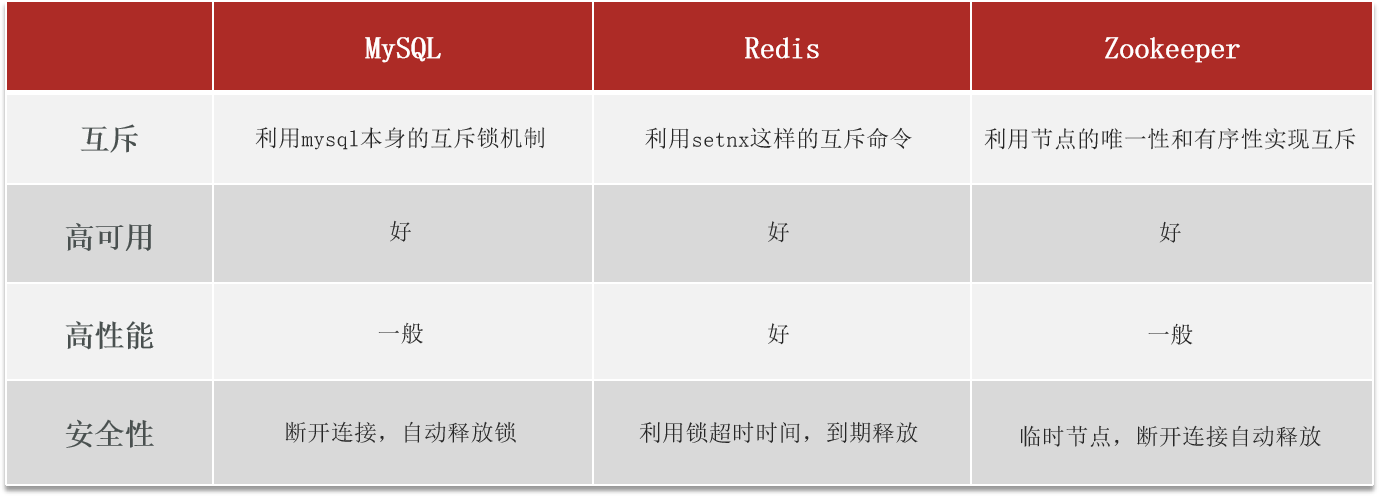 MySQL Redis Zookeeper
互斥 利用mysql本身的互斥锁机制 利用setnx这样的互斥命令 利用节点的唯一性和有序性实现互斥
高可用 好 好 好
高性能 一般 好 一般
安全性 断开连接，自动释放锁 利用锁超时时间，到期释放 临时节点，断开连接自动释放